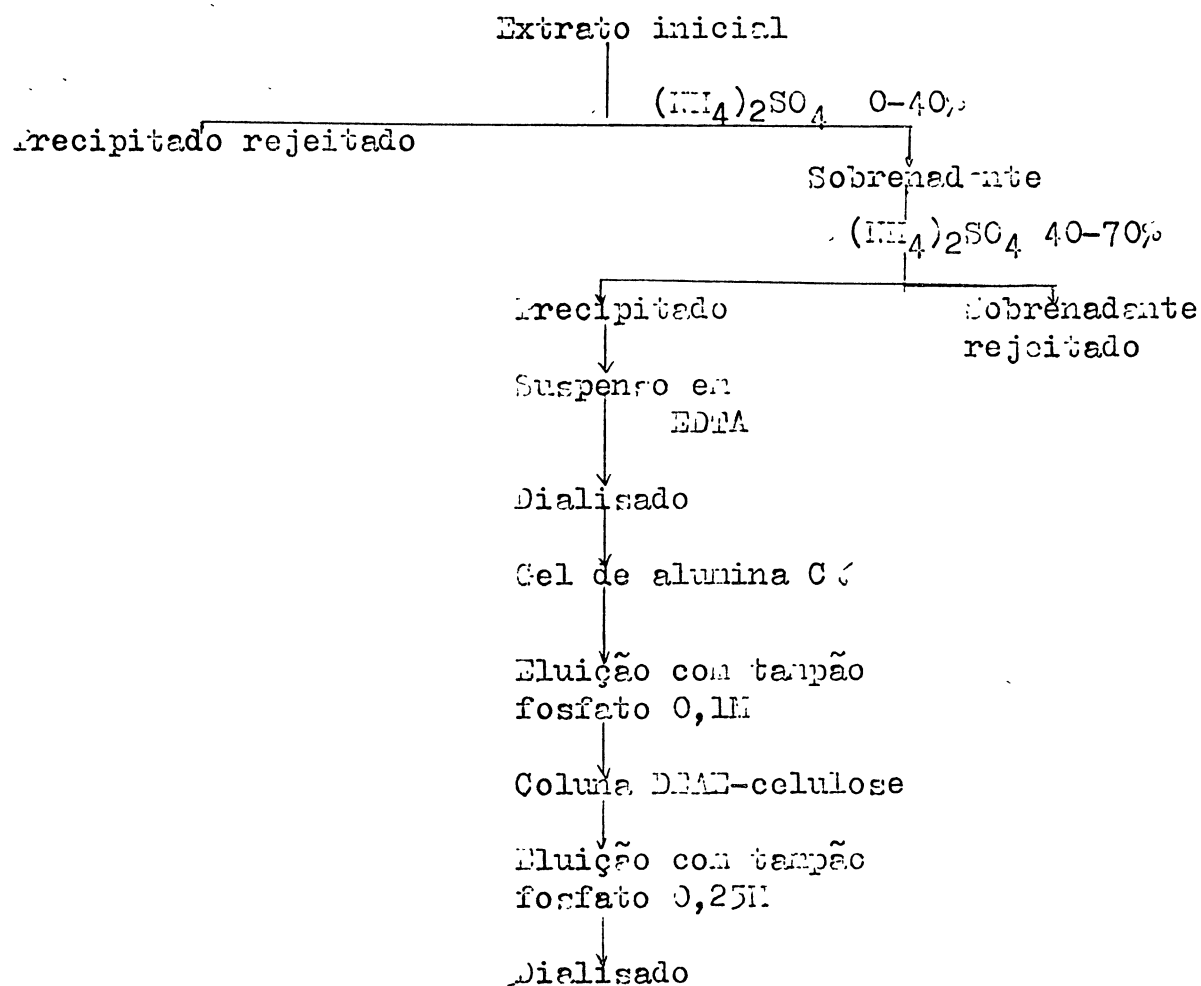 Extrato inicial
(NH4)2SO4 0-40%
Precipitado rejeitado
Sobrenadante
(NH4)2SO4 40-70%
Precipitado
Sobrenadante
rejeitado
Suspenso em
EDTA
Dialisado
Gel de alumina C
Eluição com tampão
fosfato 0,1M
Coluna DEAE-celulose
Eluição com tampão
fosfato 0,25M
Dialisado